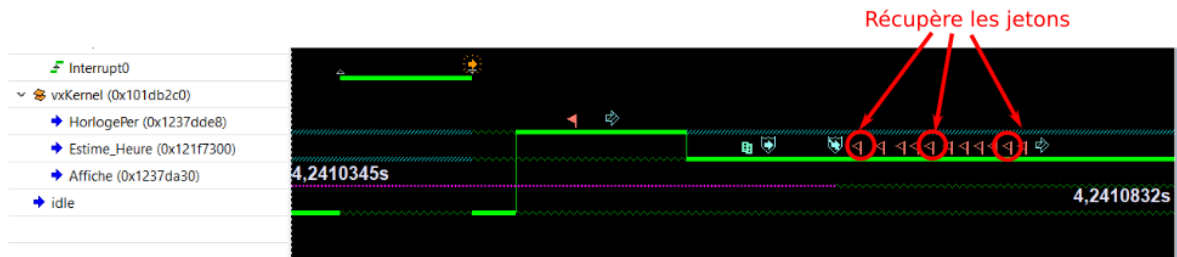 Récupère les jetons
Interrupt0
vxKernel (0x101db2c0)
HorlogePer (0x1237dde8)
Estime_Heure (0x121f7300)
Affiche (0x1237da30)
idle
4,2410345s
4,2410832s